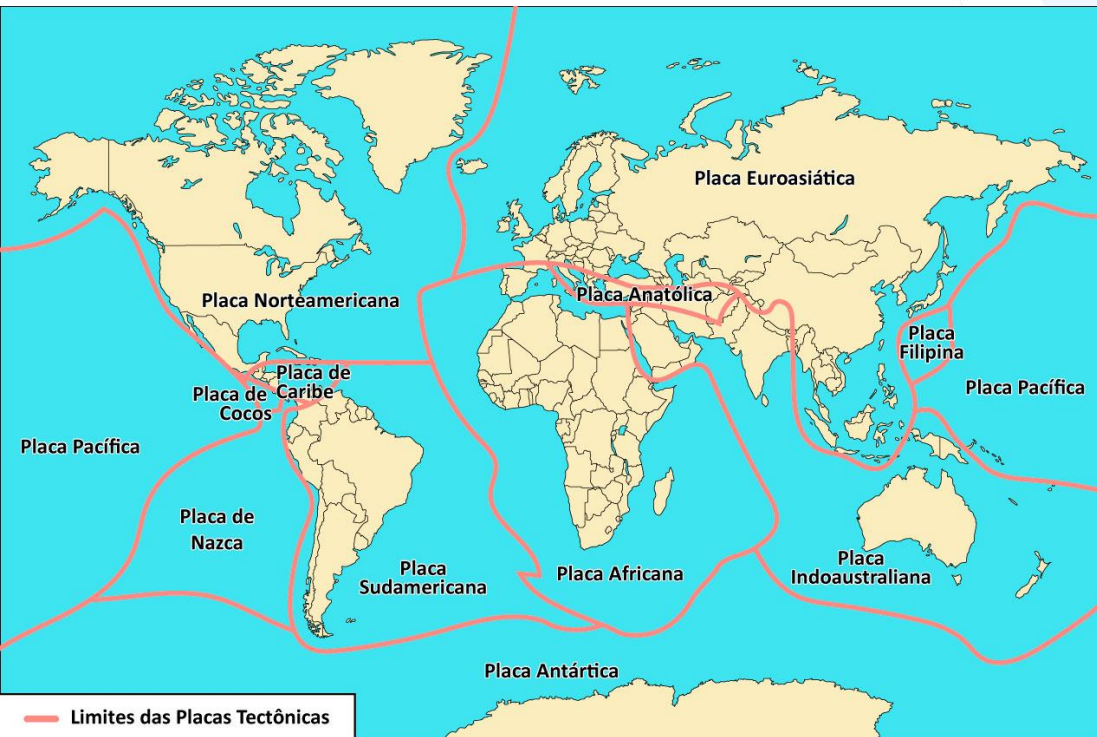 Placa Euroasiática
Placa Norteamericana
Placa Anatólica
Placa
Filipina
Placa de
Caribe
Placa de
Cocos
Placa Pacífica
Placa Pacífica
Placa de
Nazca
Placa
Sudamericana
Placa Africana
Placa
Indoaustraliana
Placa Antártica
Limites das Placas Tectônicas